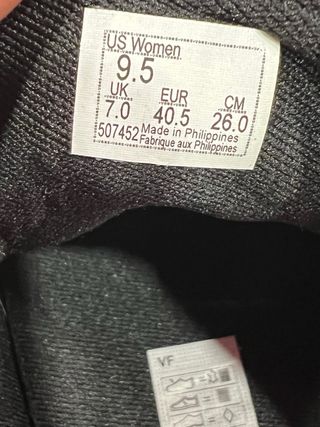 US Women
9.5
UK EUR CM
7.0 40.5 26.0
507452 Made in Philippines
Fabrique aux Philippines
VF